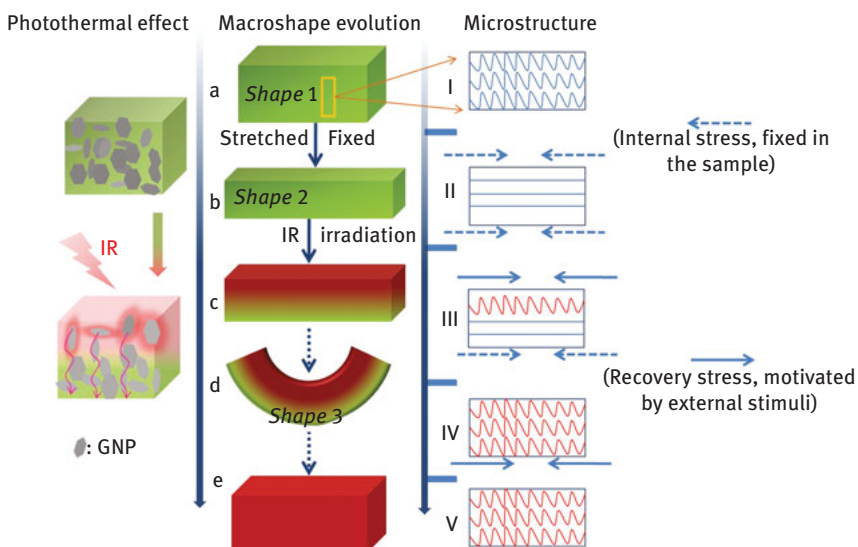 Photothermal effect
Macroshape evolution
Microstructure
a
Shape 1
I
Stretched Fixed
(Internal stress, fixed in
the sample)
b
Shape 2
II
IR
IR irradiation
c
III
d
Shape 3
(Recovery stress, motivated
by external stimuli)
IV
: GNP
e
V